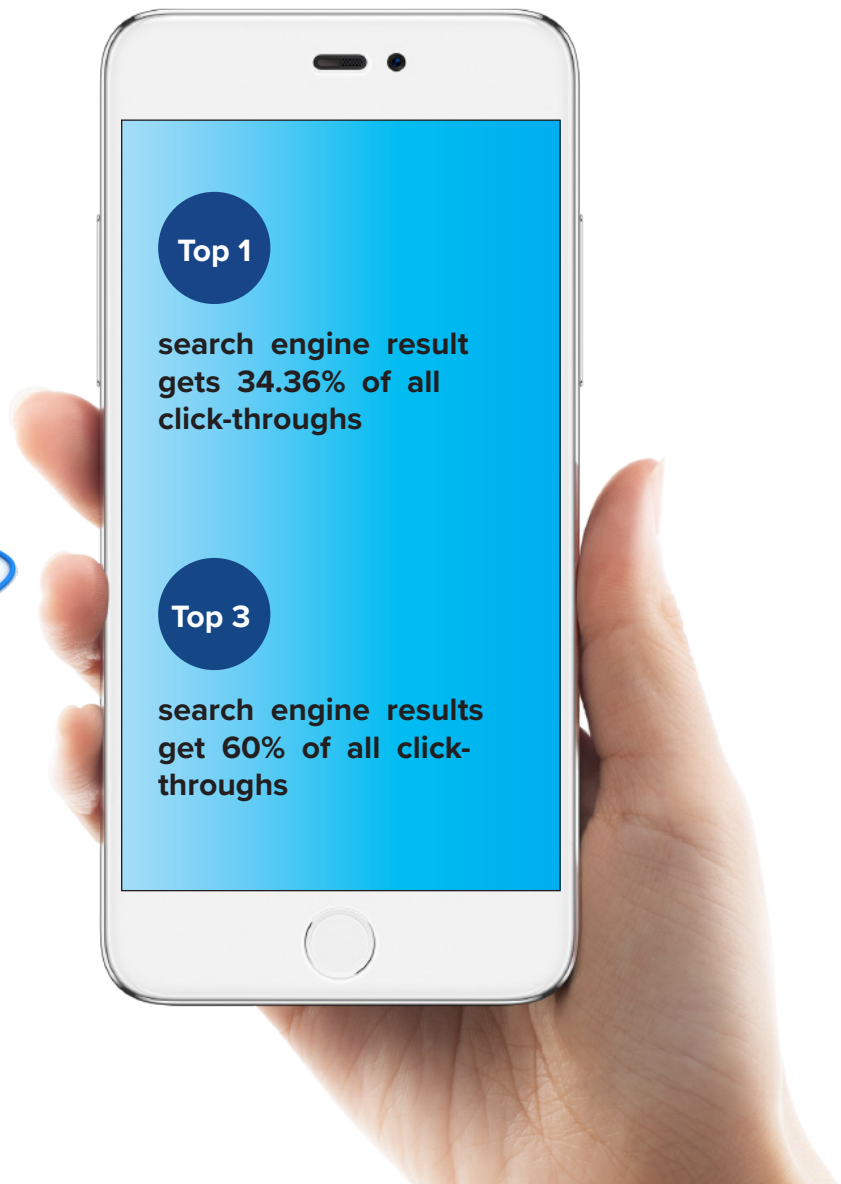 Top 1
search engine result
gets 34.36% of all
click-throughs
Top 3
search engine results
get 60% of all click-
throughs